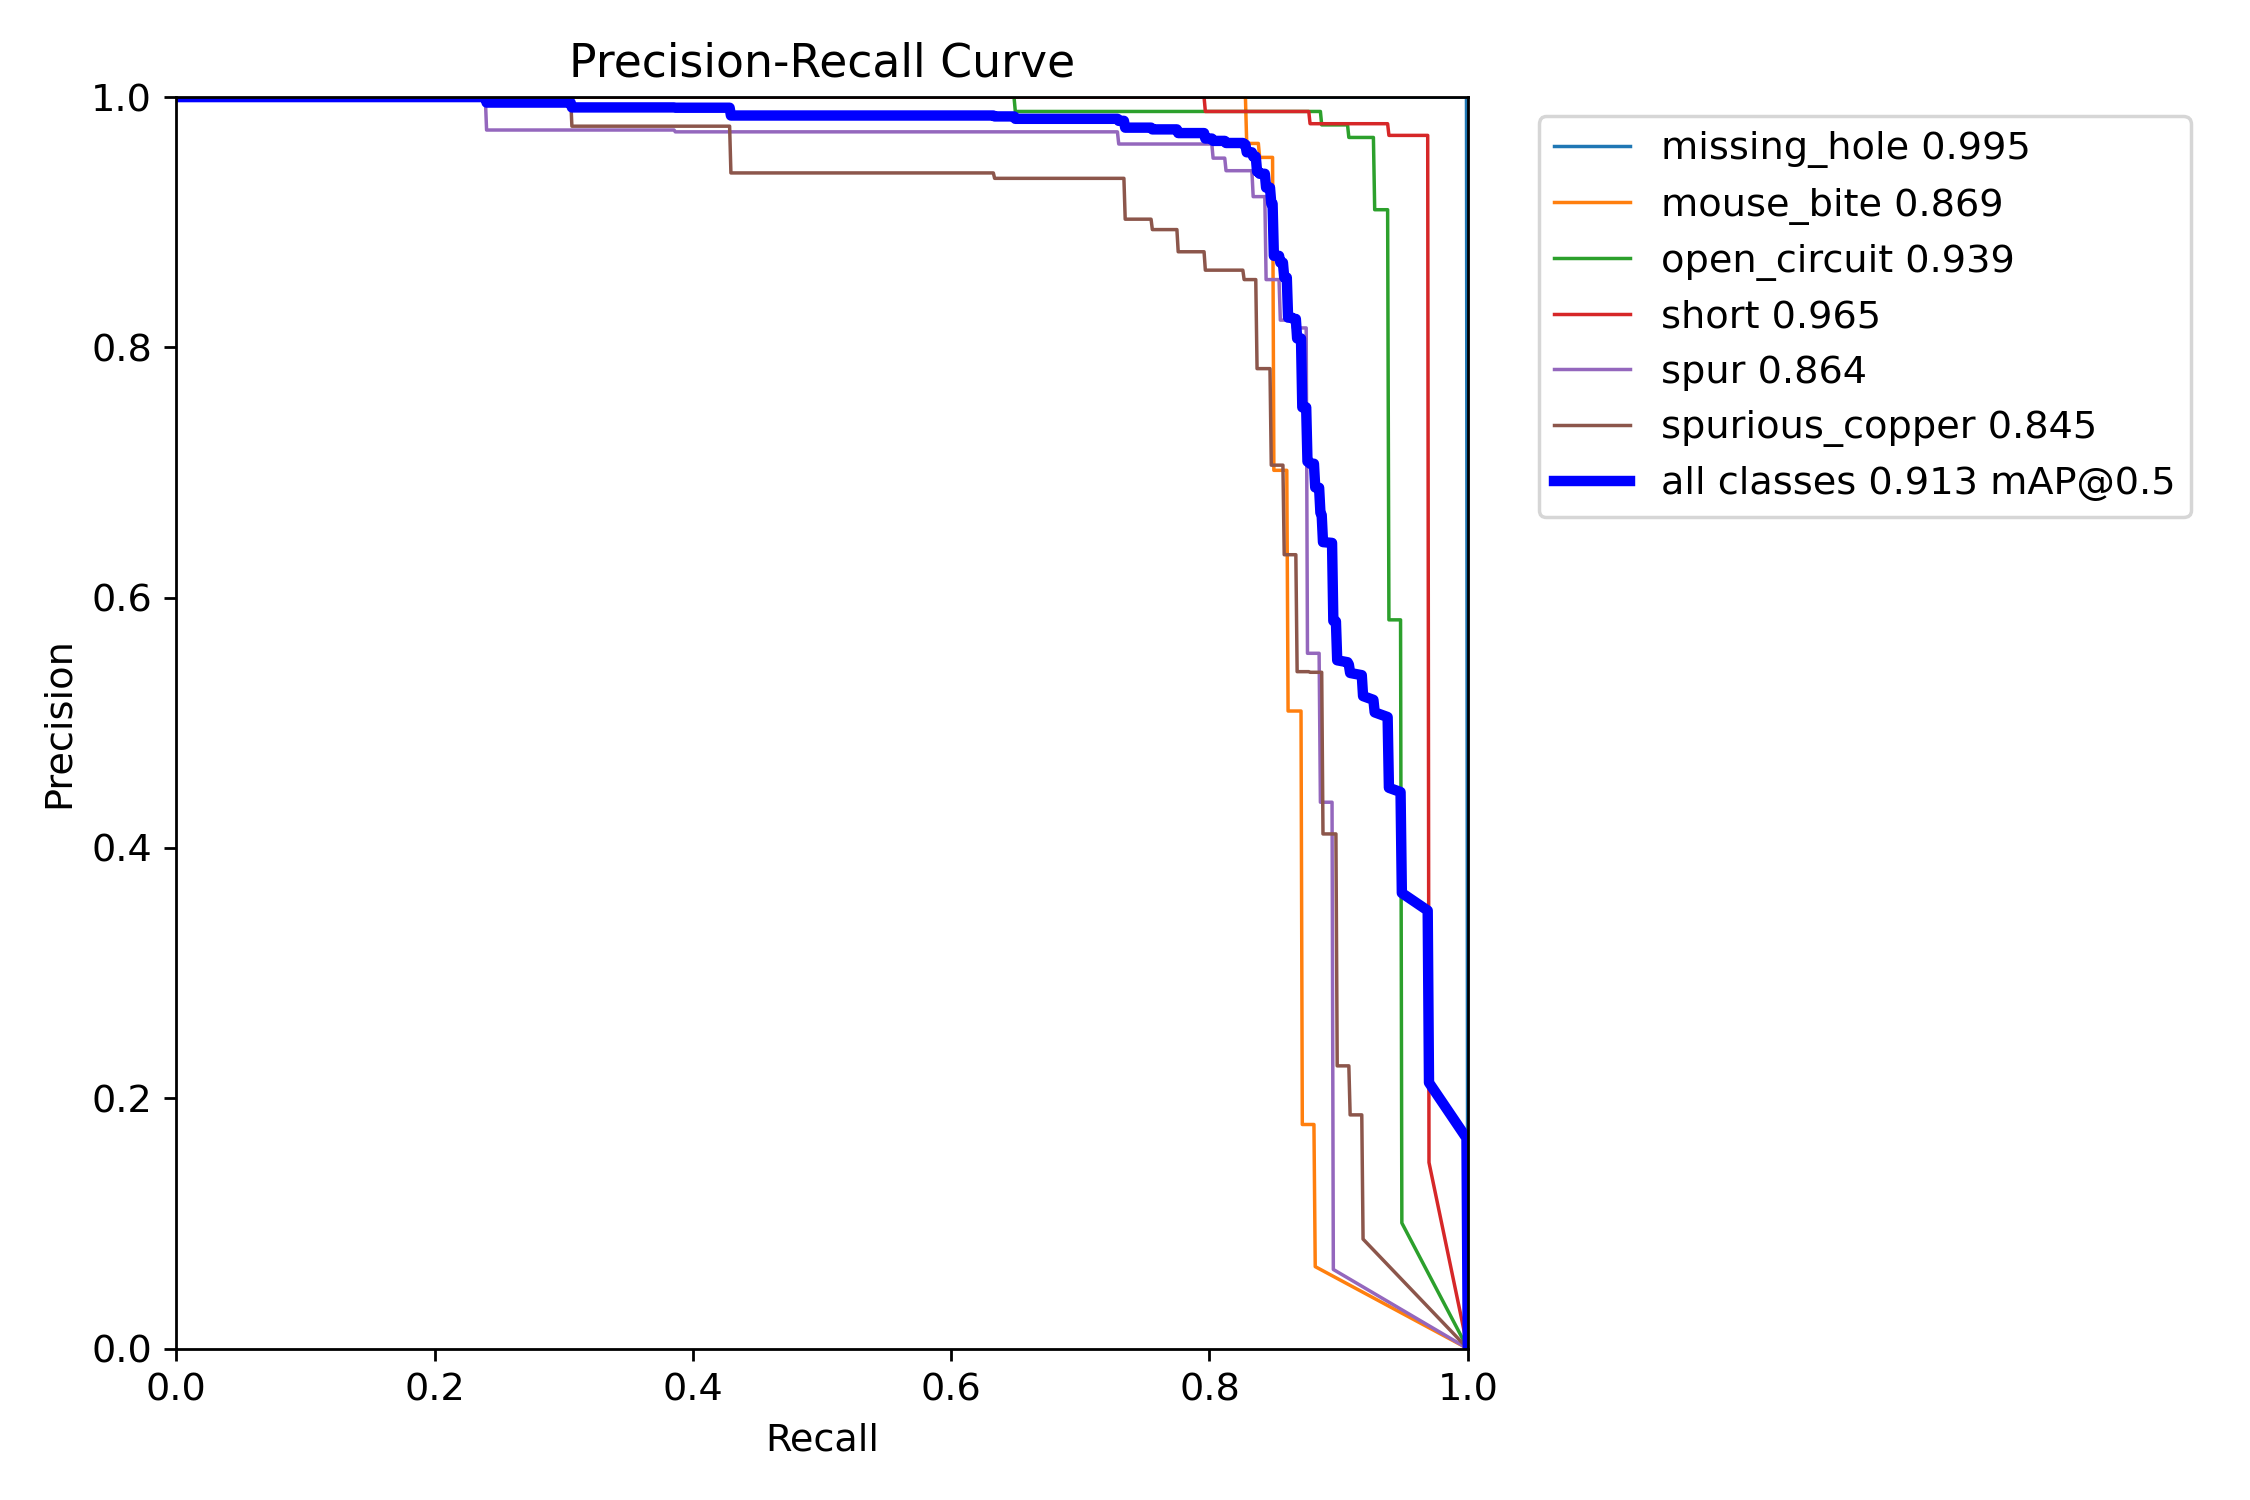 Precision-Recall Curve
1.0
0.8
0.6
0.4
0.2
0.0
Precision
0.0 0.2 0.4 0.6 0.8 1.0
Recall
missing_hole 0.995
mouse_bite 0.869
open_circuit 0.939
short 0.965
spur 0.864
spurious_copper 0.845
all classes 0.913 mAP@0.5